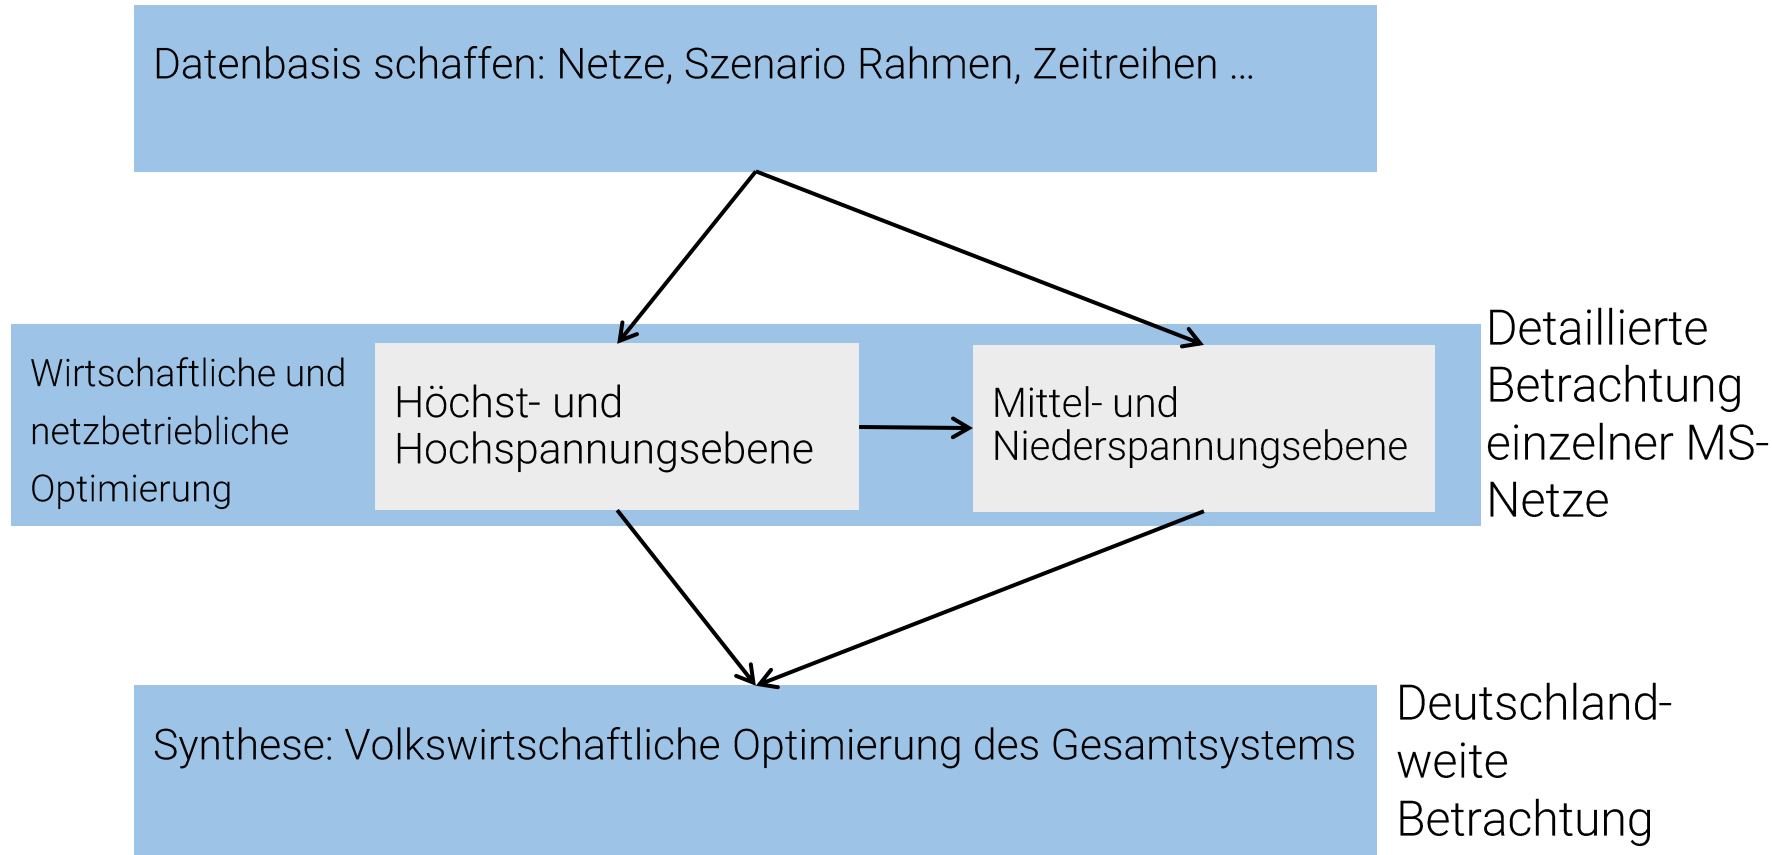 Datenbasis schaffen: Netze, Szenario Rahmen, Zeitreihen ...
Wirtschaftliche und
netzbetriebliche
Optimierung
Höchst- und
Hochspannungsebene
Mittel- und
Niederspannungsebene
Detaillierte
Betrachtung
einzelner MS-
Netze
Synthese: Volkswirtschaftliche Optimierung des Gesamtsystems
Deutschland-
weite
Betrachtung